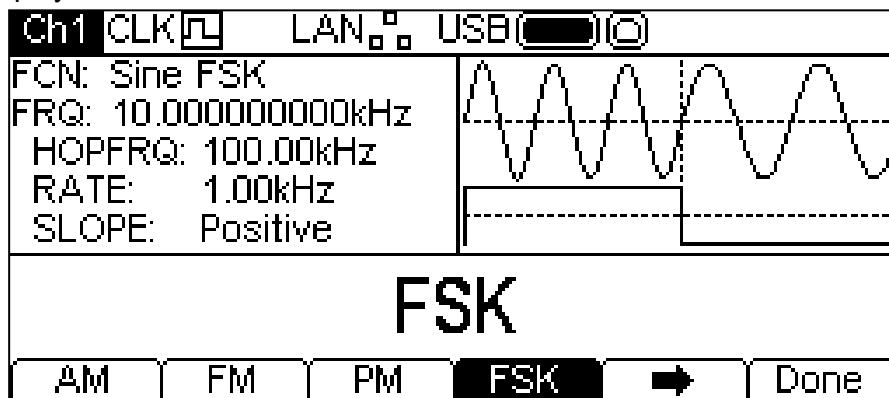 Ch1 CLK LAN USB
FCN: Sine FSK
FRQ: 10.000000000kHz
HOPFRQ: 100.00kHz
RATE: 1.00kHz
SLOPE: Positive
FSK
AM FM PM FSK Done